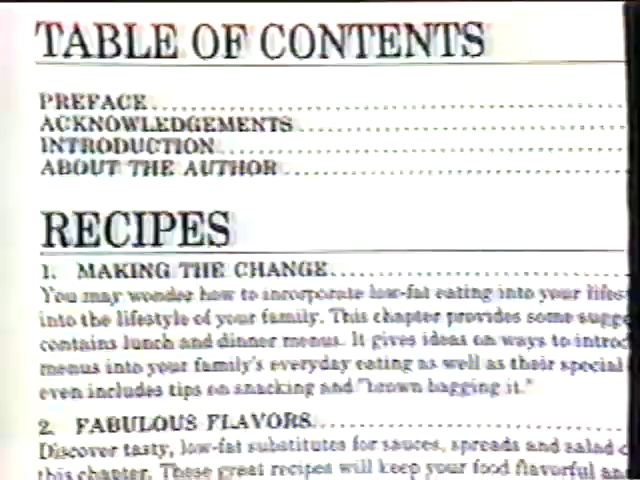 TABLE OF CONTENTS
PREFACE
ACKNOWLEDGEMENTS
INTRODUCTION
ABOUT THE AUTHOR
RECIPES
1. MAKING THE CHANGE
You may wonder how to incorporate low-fat eating into your
into the lifestyle of your family. This chapter provides some
contains lunch and dinner menus. It gives ideas on ways to
menus into your family's everyday eating as well as their special
even includes tips on snacking and "brown bagging it."
2. FABULOUS FLAVORS
Discover tasty, low-fat substitutes for sauces, spreads and salad
this chapter. These great recipes will keep your food flavorful